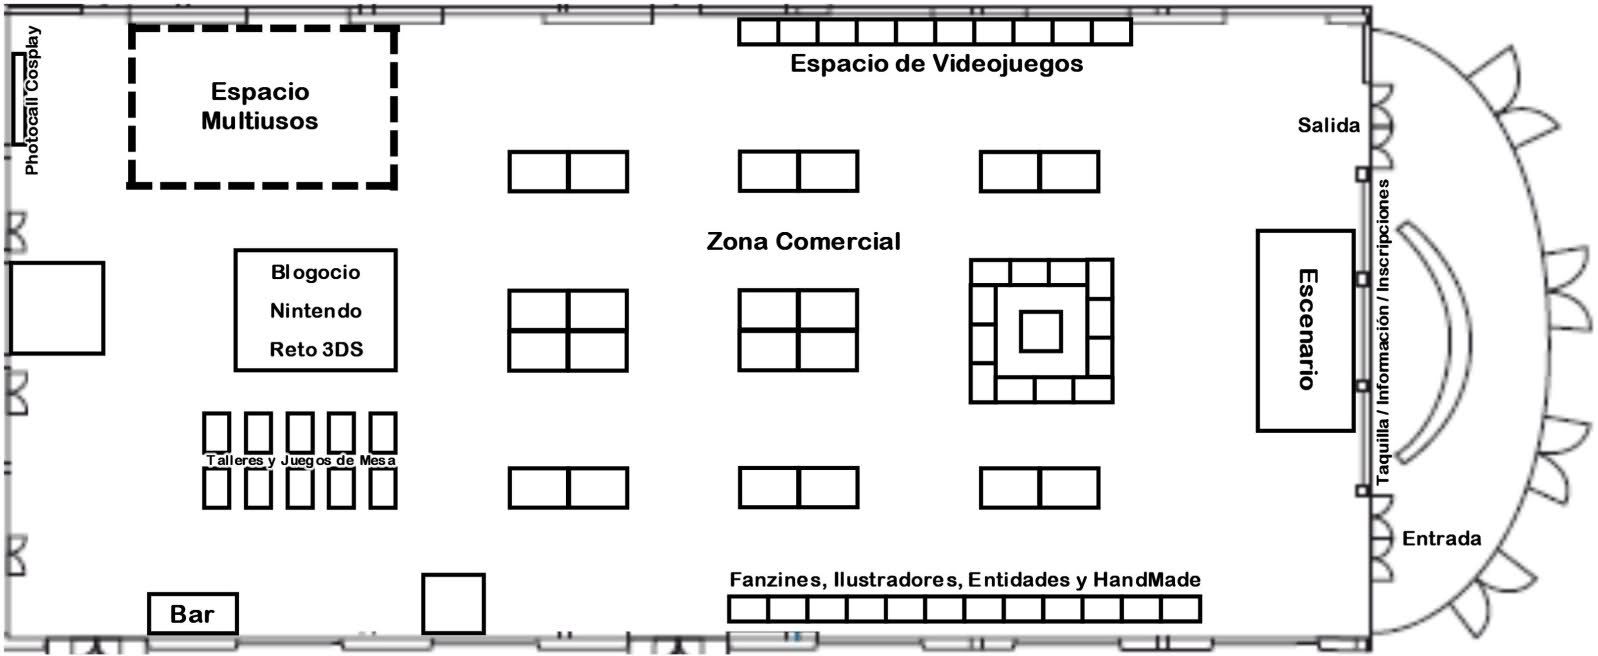 Photocall Cosplay
Espacio
Multiusos
Espacio de Videojuegos
Salida
Zona Comercial
Blogocio
Nintendo
Reto 3DS
Escenario
Taquilla / Información / Inscripciones
Talleres y Juegos de Mesa
Entrada
Fanzines, Ilustradores, Entidades y HandMade
Bar